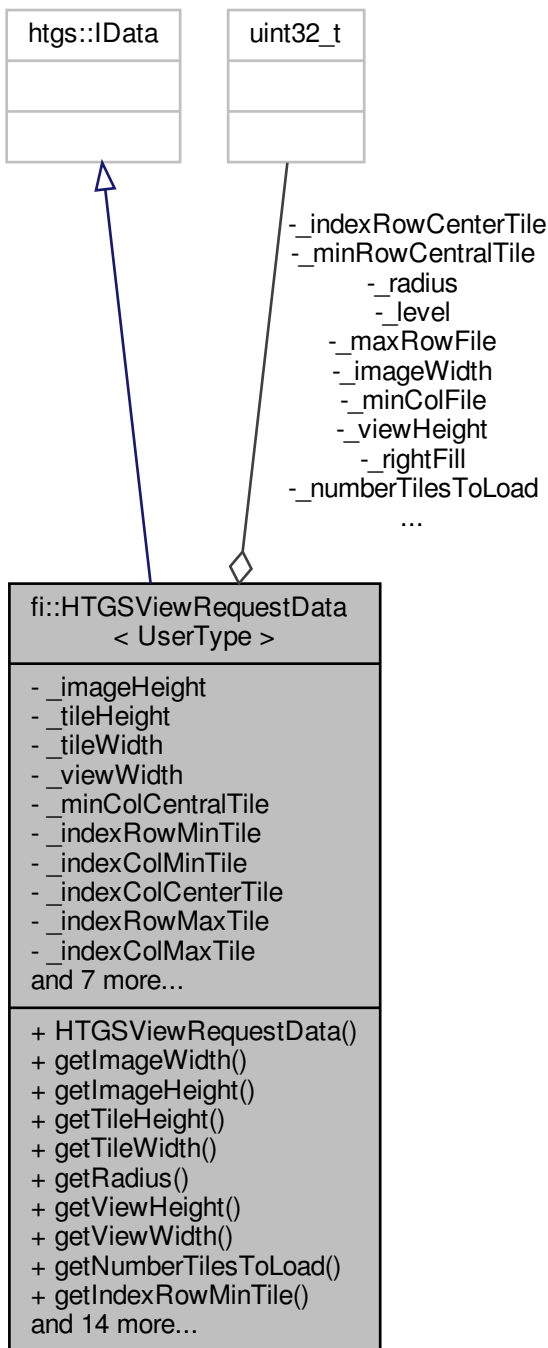 htgs::IData
uint32_t
-_indexRowCenterTile
-_minRowCentralTile
-_radius
-_level
-_maxRowFile
-_imageWidth
-_minColFile
-_viewHeight
-_rightFill
-_numberTilesToLoad
...
fi::HTGSViewRequestData
< UserType >
- _imageHeight
- _tileHeight
- _tileWidth
- _viewWidth
- _minColCentralTile
- _indexRowMinTile
- _indexColMinTile
- _indexColCenterTile
- _indexRowMaxTile
- _indexColMaxTile
and 7 more...
+ HTGSViewRequestData()
+ getImageWidth()
+ getImageHeight()
+ getTileHeight()
+ getTileWidth()
+ getRadius()
+ getViewHeight()
+ getViewWidth()
+ getNumberTilesToLoad()
+ getIndexRowMinTile()
and 14 more...